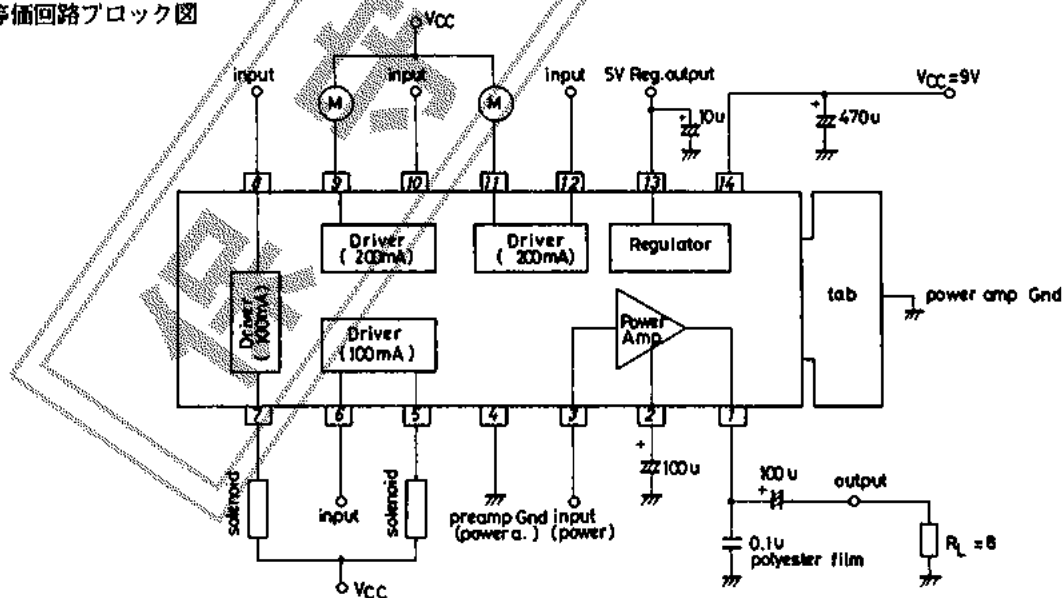 等価回路ブロック図
VCC
input
input
input
5V Reg. output
VCC=9V
M
M
10u
470u
8
9
10
11
12
13
14
Driver
(200mA)
Driver
(200mA)
Regulator
tab
power amp Gnd
Driver
(100mA)
Driver
(100mA)
Power
Amp
7
6
5
4
3
2
1
solenoid
input
solenoid
preamp Gnd
(power a.)
input
(power)
100u
100u
output
0.1u
polyester film
RL = 8
VCC